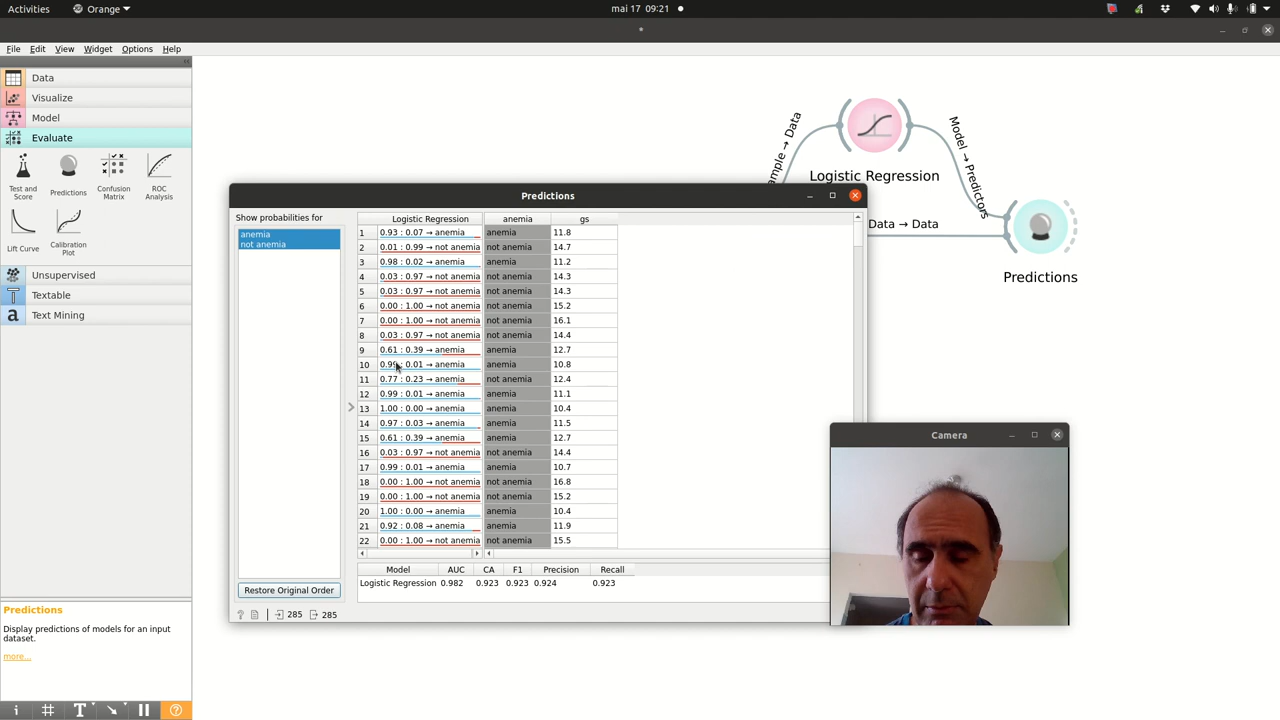 Activities Orange mai 17 09:21
File Edit View Widget Options Help
Data
Visualize
Model
Evaluate
Test and Score
Predictions
Confusion Matrix
ROC Analysis
Lift Curve
Calibration Plot
Unsupervised
Textable
a Text Mining
Predictions
Display predictions of models for an input
dataset.
more...
i T ?
ample → Data
Logistic Regression
Model → Predictors
Data → Data
Predictions
Predictions
Show probabilities for
anemia
not anemia
Restore Original Order
Logistic Regression anemia gs
1 0.93 : 0.07 → anemia anemia 11.8
2 0.01 : 0.99 → not anemia not anemia 14.7
3 0.98 : 0.02 → anemia anemia 11.2
4 0.03 : 0.97 → not anemia not anemia 14.3
5 0.03 : 0.97 → not anemia not anemia 14.3
6 0.00 : 1.00 → not anemia not anemia 15.2
7 0.00 : 1.00 → not anemia not anemia 16.1
8 0.03 : 0.97 → not anemia not anemia 14.4
9 0.61 : 0.39 → anemia anemia 12.7
10 0.99 : 0.01 → anemia anemia 10.8
11 0.77 : 0.23 → anemia not anemia 12.4
12 0.99 : 0.01 → anemia anemia 11.1
13 1.00 : 0.00 → anemia anemia 10.4
14 0.97 : 0.03 → anemia anemia 11.5
15 0.61 : 0.39 → anemia anemia 12.7
16 0.03 : 0.97 → not anemia not anemia 14.4
17 0.99 : 0.01 → anemia anemia 10.7
18 0.00 : 1.00 → not anemia not anemia 16.8
19 0.00 : 1.00 → not anemia not anemia 15.2
20 1.00 : 0.00 → anemia anemia 10.4
21 0.92 : 0.08 → anemia anemia 11.9
22 0.00 : 1.00 → not anemia not anemia 15.5
Model AUC CA F1 Precision Recall
Logistic Regression 0.982 0.923 0.923 0.924 0.923
? 285 285
Camera